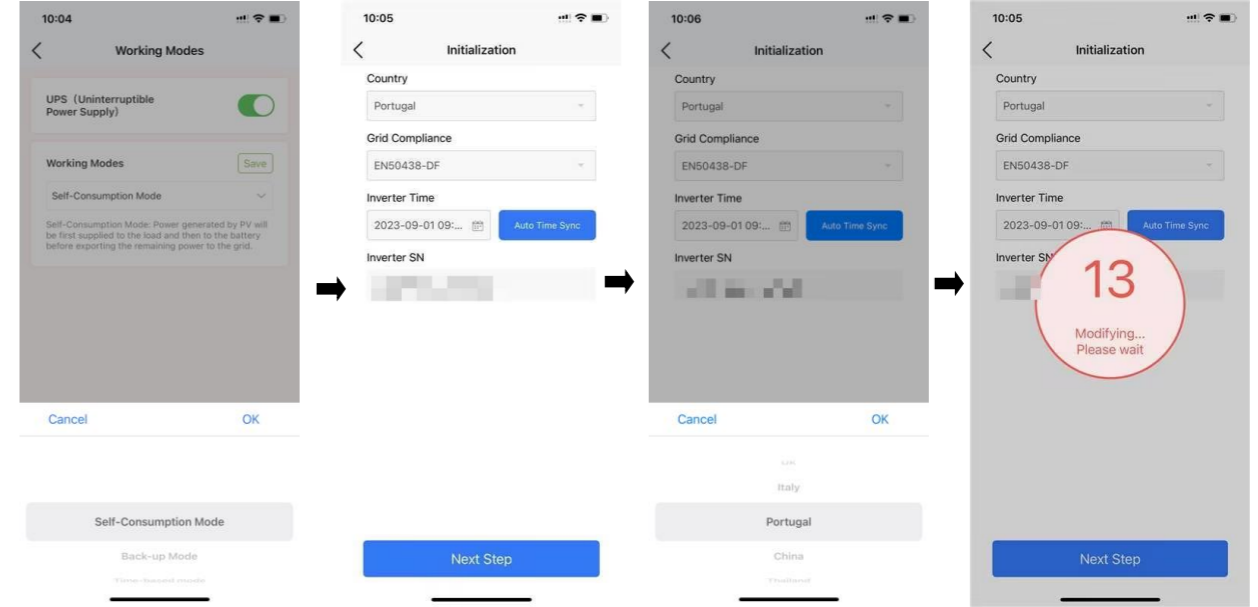 10:04
Working Modes
UPS（Uninterruptible
Power Supply）
Working Modes
Save
Self-Consumption Mode
Self-Consumption Mode: Power generated by PV will
be first supplied to the load and then to the battery
before exporting the remaining power to the grid.
Cancel
OK
Self-Consumption Mode
Back-up Mode
Time-based mode
10:05
Initialization
Country
Portugal
Grid Compliance
EN50438-DF
Inverter Time
2023-09-01 09:...
Auto Time Sync
Inverter SN
Next Step
10:06
Initialization
Country
Portugal
Grid Compliance
EN50438-DF
Inverter Time
2023-09-01 09:...
Auto Time Sync
Inverter SN
Cancel
OK
Italy
Portugal
China
Thailand
10:05
Initialization
Country
Portugal
Grid Compliance
EN50438-DF
Inverter Time
2023-09-01 09:...
Auto Time Sync
Inverter SN
13
Modifying...
Please wait
Next Step